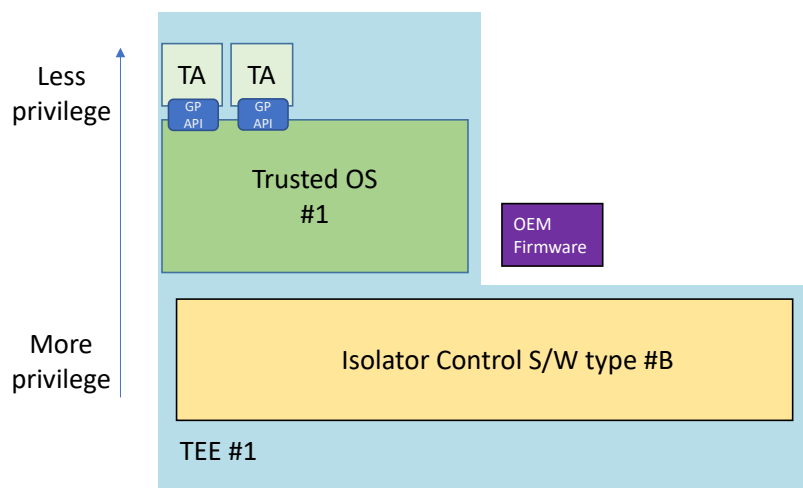 Less
privilege
TA
TA
GP
API
GP
API
Trusted OS
#1
OEM
Firmware
More
privilege
Isolator Control S/W type #B
TEE #1